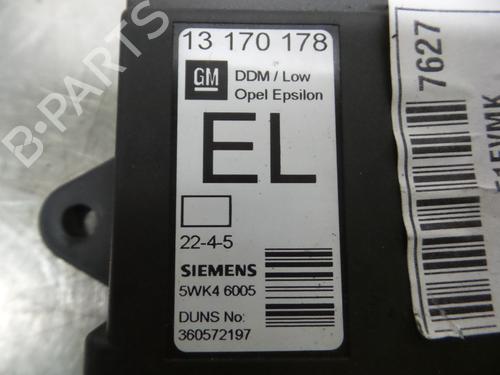 13 170 178
GM
DDM / Low
Opel Epsilon
EL
22-4-5
SIEMENS
5WK4 6005
DUNS No:
360572197
7627
B-PARTS